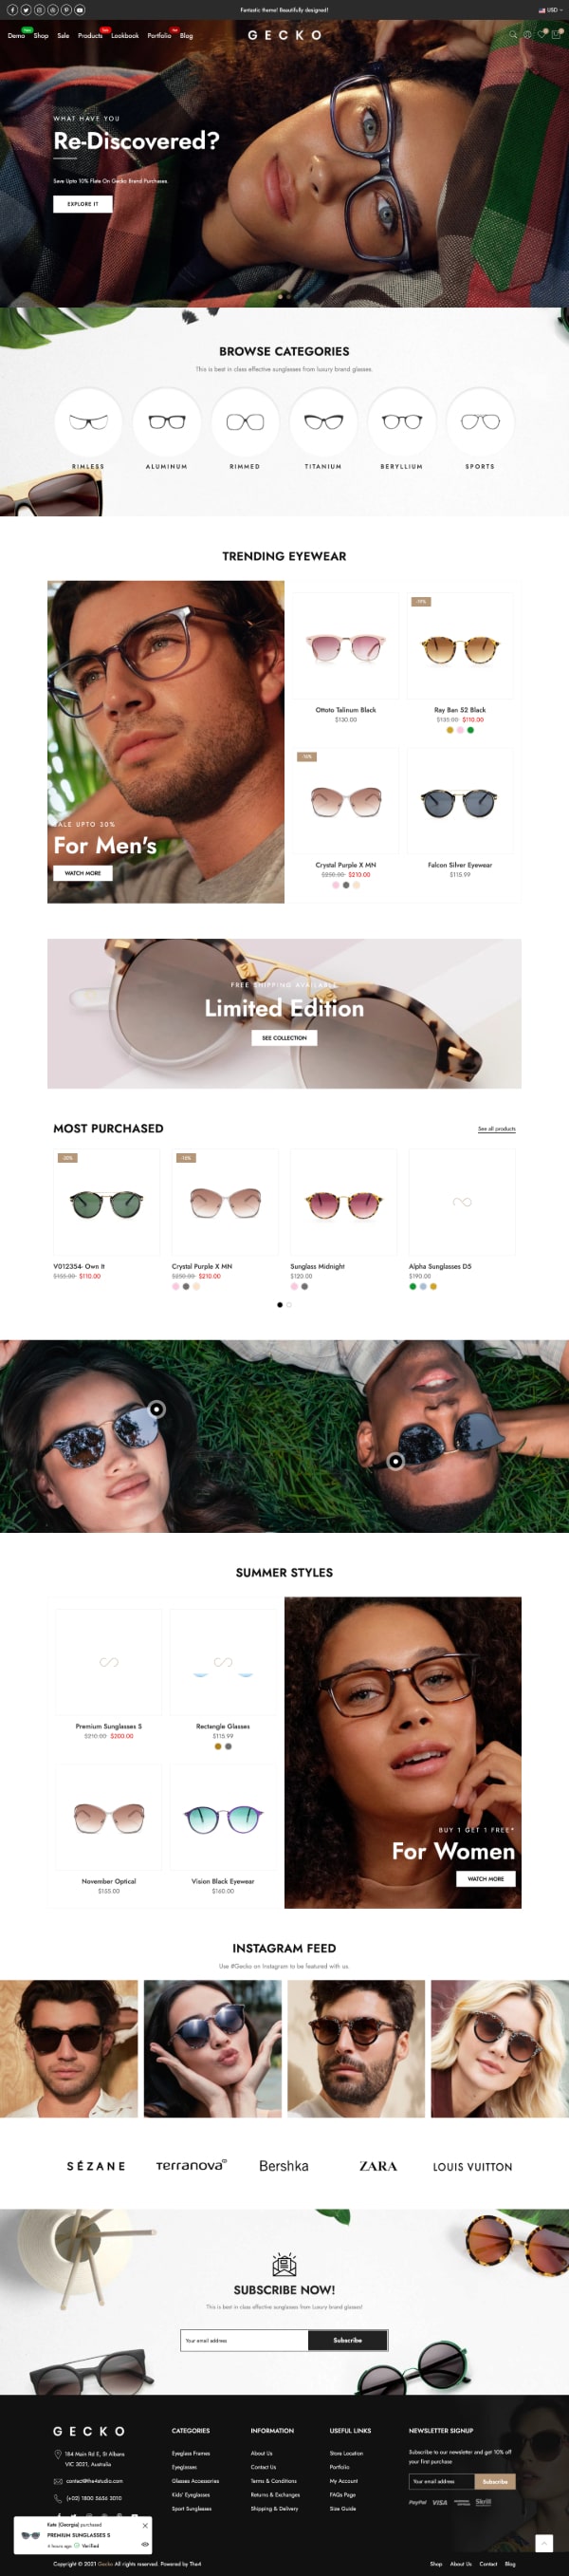 Fantastic theme! Beautifully designed!
USD
Demo
Shop
Sale
Products
Lookbook
Portfolio
Blog
GECKO
WHAT HAVE YOU
Re-Discovered?
Save Upto 10% Flate On Gecko Brand Purchases.
EXPLORE IT
BROWSE CATEGORIES
This is best in class effective sunglasses from luxury brand glasses.
RIMLESS
ALUMINUM
RIMMED
TITANIUM
BERYLLIUM
SPORTS
TRENDING EYEWEAR
SALE UPTO 30%
For Men's
WATCH MORE
Ottoto Talinum Black
$130.00
Ray Ban 52 Black
$135.00 $110.00
Crystal Purple X MN
$250.00 $210.00
Falcon Silver Eyewear
$115.99
FREE SHIPPING AVAILABLE
Limited Edition
SEE COLLECTION
MOST PURCHASED
See all products
V012354- Own It
$110.00
Crystal Purple X MN
$250.00 $210.00
Sunglass Midnight
$120.00
Alpha Sunglasses D5
$190.00
SUMMER STYLES
Premium Sunglasses S
$210.00 $200.00
Rectangle Glasses
$115.99
November Optical
$155.00
Vision Black Eyewear
$160.00
BUY 1 GET 1 FREE*
For Women
WATCH MORE
INSTAGRAM FEED
Use #Gecko on Instagram to be featured with us.
SÉZANE
Terranova
Bershka
ZARA
LOUIS VUITTON
SUBSCRIBE NOW!
This is best in class effective sunglasses from Luxury brand glasses!
Your email address
Subscribe
GECKO
184 Main Rd E, St Albans
VIC 3021, Australia
contact@the4studio.com
(+02) 1800 5656 2010
CATEGORIES
Eyeglass Frames
Eyeglasses
Glasses Accessories
Kids' Eyeglasses
Sport Sunglasses
INFORMATION
About Us
Contact Us
Terms & Conditions
Returns & Exchanges
Shipping & Delivery
USEFUL LINKS
Store Location
Portfolio
My Account
FAQs Page
Size Guide
NEWSLETTER SIGNUP
Subscribe to our newsletter and get 10% off
your first purchase
Your email address
Subscribe
PayPal
VISA
Skrill
Kate (Georgia) purchased
PREMIUM SUNGLASSES S
4 hours ago
Verified
Copyright © 2021 Gecko All rights reserved. Powered by The4
Shop
About Us
Contact
Blog